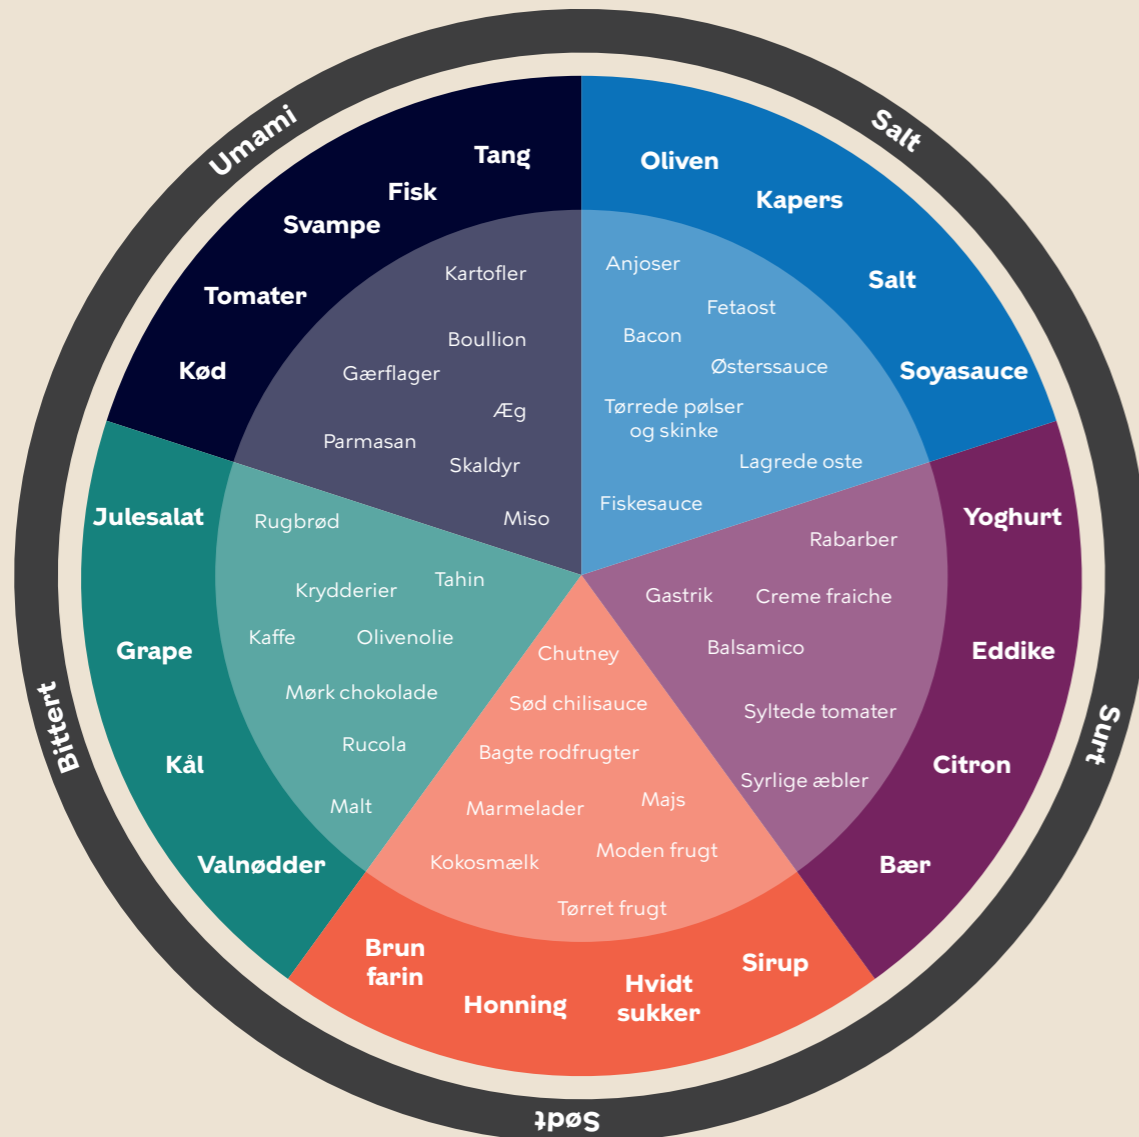 Umami
Tang
Fisk
Svampe
Tomater
Kød
Kartofler
Boullion
Gærflager
Æg
Parmasan
Skaldyr
Miso
Salt
Oliven
Kapers
Salt
Soyasauce
Anjoser
Fetaost
Bacon
Østerssauce
Tørrede pølser
og skinke
Lagrede oste
Fiskesauce
Surt
Yoghurt
Eddike
Citron
Bær
Rabarber
Gastrik
Creme fraiche
Balsamico
Syltede tomater
Syrlige æbler
Sødt
Chutney
Sød chilisauce
Bagte rodfrugter
Marmelader
Majs
Kokosmælk
Moden frugt
Tørret frugt
Brun
farin
Honning
Hvidt
sukker
Sirup
Bittert
Julesalat
Grape
Kål
Valnødder
Rugbrød
Tahin
Krydderier
Kaffe
Olivenolie
Mørk chokolade
Rucola
Malt